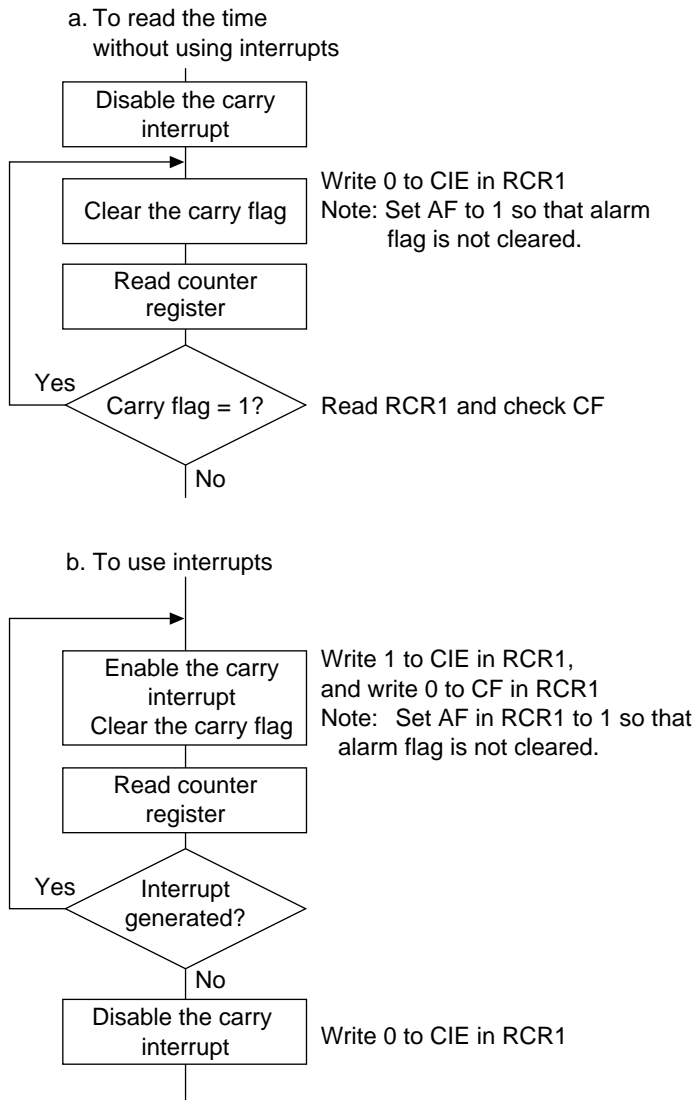 a. To read the time
without using interrupts
Disable the carry
interrupt
Write 0 to CIE in RCR1
Note: Set AF to 1 so that alarm
flag is not cleared.
Clear the carry flag
Read counter
register
Yes
Carry flag = 1?
Read RCR1 and check CF
No
b. To use interrupts
Enable the carry
interrupt
Clear the carry flag
Write 1 to CIE in RCR1,
and write 0 to CF in RCR1
Note: Set AF in RCR1 to 1 so that
alarm flag is not cleared.
Read counter
register
Yes
Interrupt
generated?
No
Disable the carry
interrupt
Write 0 to CIE in RCR1